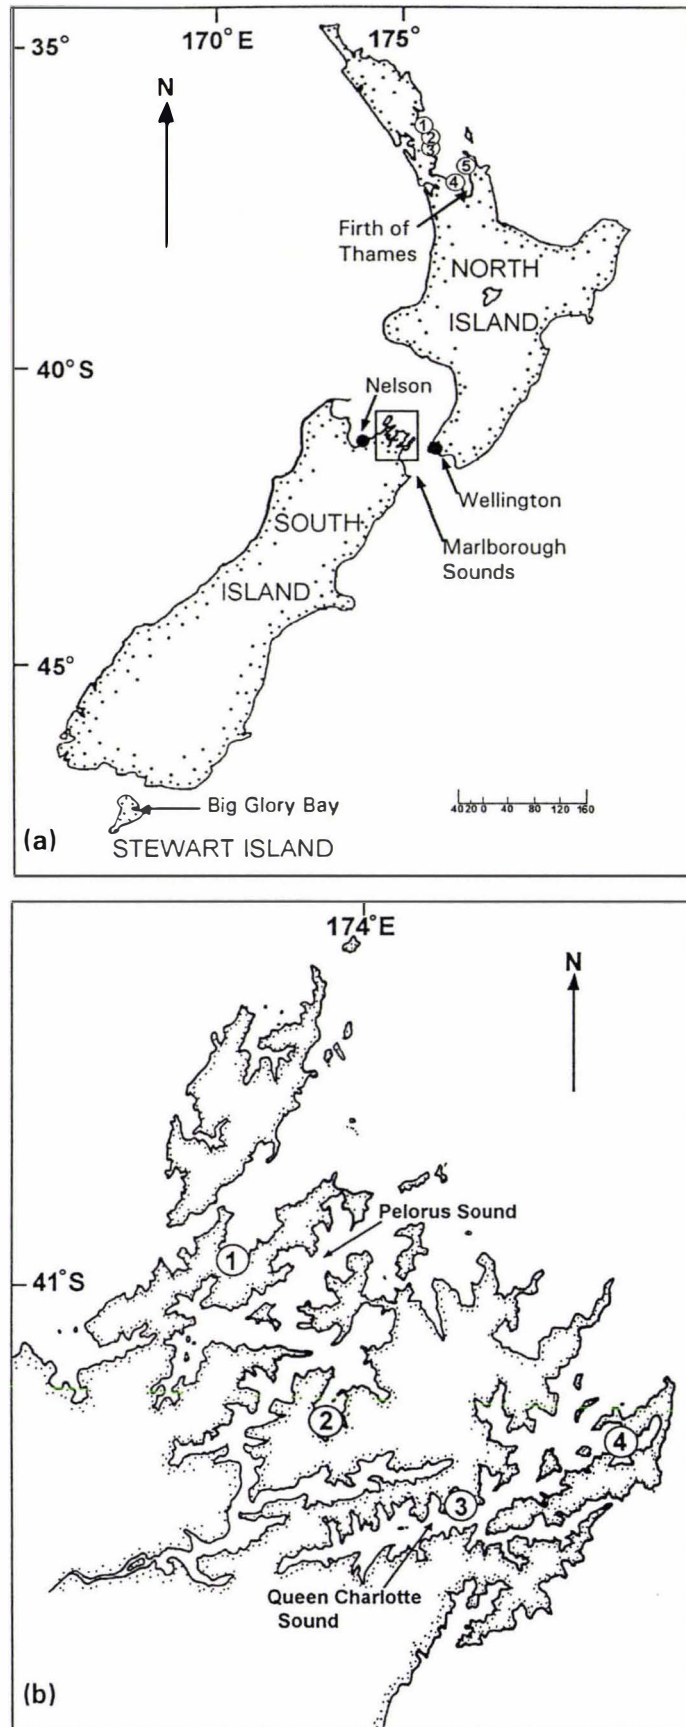 170°E
175°
35°
N
1
2
3
5
4
Firth of
Thames
NORTH
ISLAND
40°S
Nelson
Wellington
SOUTH
Marlborough
Sounds
ISLAND
45°
Big Glory Bay
40 20 0 40 80 120 160
(a)
STEWART ISLAND
174°E
N
Pelorus Sound
1
41°S
2
4
3
Queen Charlotte
Sound
(b)